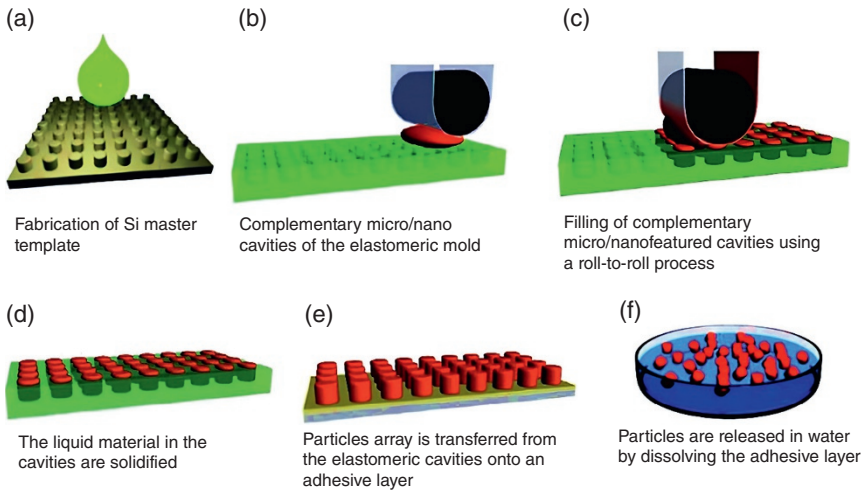 (a)
Fabrication of Si master
template
(b)
Complementary micro/nano
cavities of the elastomeric mold
(c)
Filling of complementary
micro/nanofeatured cavities using
a roll-to-roll process
(d)
The liquid material in the
cavities are solidified
(e)
Particles array is transferred from
the elastomeric cavities onto an
adhesive layer
(f)
Particles are released in water
by dissolving the adhesive layer